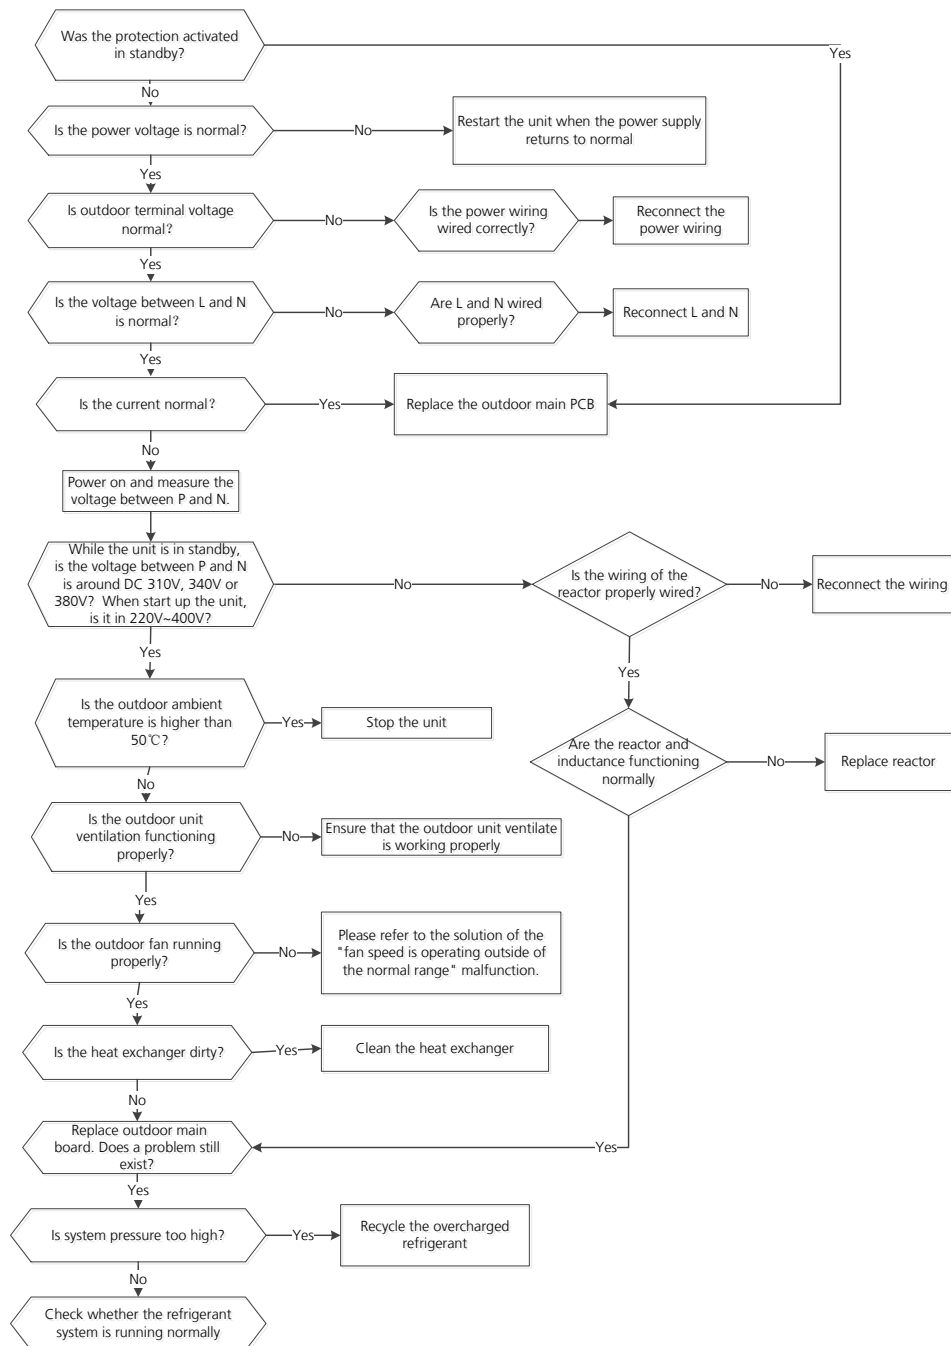 Was the protection activated
in standby?
Yes
No
Is the power voltage is normal?
No
Restart the unit when the power supply
returns to normal
Yes
Is outdoor terminal voltage
normal?
No
Is the power wiring
wired correctly?
Reconnect the
power wiring
Yes
Is the voltage between L and N
is normal?
No
Are L and N wired
properly?
Reconnect L and N
Yes
Is the current normal?
Yes
Replace the outdoor main PCB
No
Power on and measure the
voltage between P and N.
While the unit is in standby,
is the voltage between P and N
is around DC 310V, 340V or
380V? When start up the unit,
is it in 220V~400V?
No
Is the wiring of the
reactor properly wired?
No
Reconnect the wiring
Yes
Yes
Is the outdoor ambient
temperature is higher than
50℃?
Yes
Stop the unit
Are the reactor and
inductance functioning
normally
No
Replace reactor
No
Is the outdoor unit
ventilation functioning
properly?
No
Ensure that the outdoor unit ventilate
is working properly
Yes
Is the outdoor fan running
properly?
No
Please refer to the solution of the
"fan speed is operating outside of
the normal range" malfunction.
Yes
Is the heat exchanger dirty?
Yes
Clean the heat exchanger
No
Replace outdoor main
board. Does a problem still
exist?
Yes
Yes
Is system pressure too high?
Yes
Recycle the overcharged
refrigerant
No
Check whether the refrigerant
system is running normally